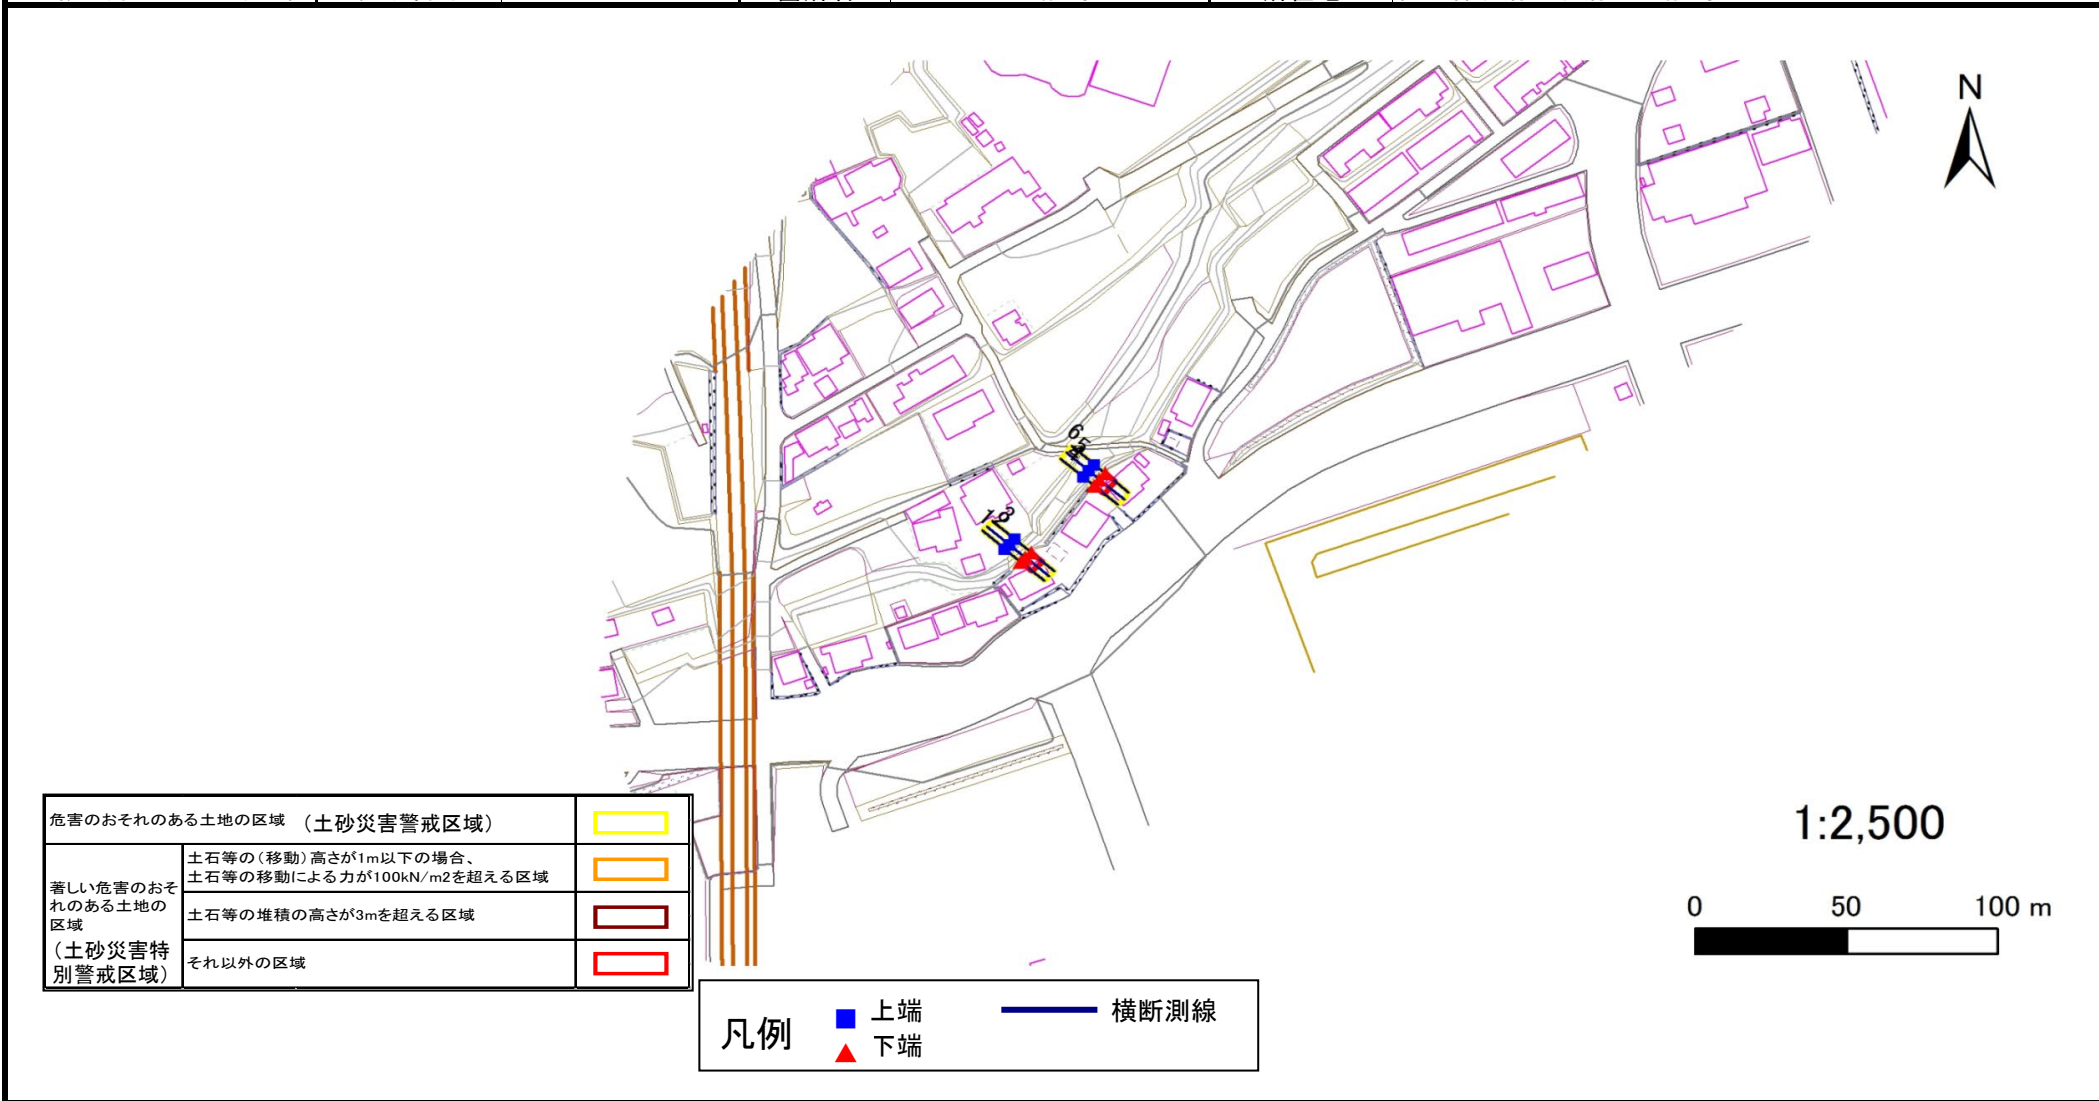 N
6
5
4
1
2
3
1:2,500
0 50 100 m
危害のおそれのある土地の区域 （土砂災害警戒区域）
著しい危害のおそれのある土地の区域
（土砂災害特別警戒区域）
土石等の（移動）高さが1m以下の場合、
土石等の移動による力が100kN/m2を超える区域
土石等の堆積の高さが3mを超える区域
それ以外の区域
凡例
上端
下端
横断測線